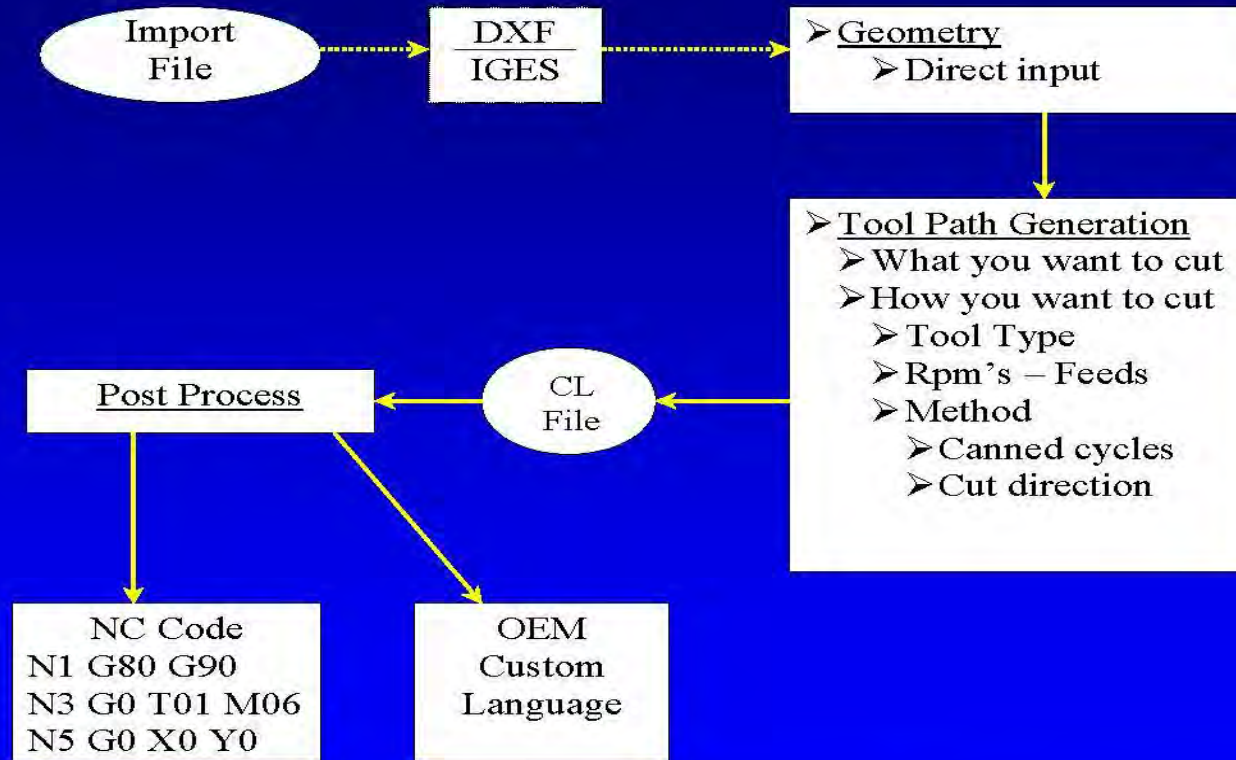 Import
File
DXF
IGES
➢ Geometry
➢ Direct input
➢ Tool Path Generation
➢ What you want to cut
➢ How you want to cut
➢ Tool Type
➢ Rpm's – Feeds
➢ Method
➢ Canned cycles
➢ Cut direction
CL
File
Post Process
NC Code
N1 G80 G90
N3 G0 T01 M06
N5 G0 X0 Y0
OEM
Custom
Language